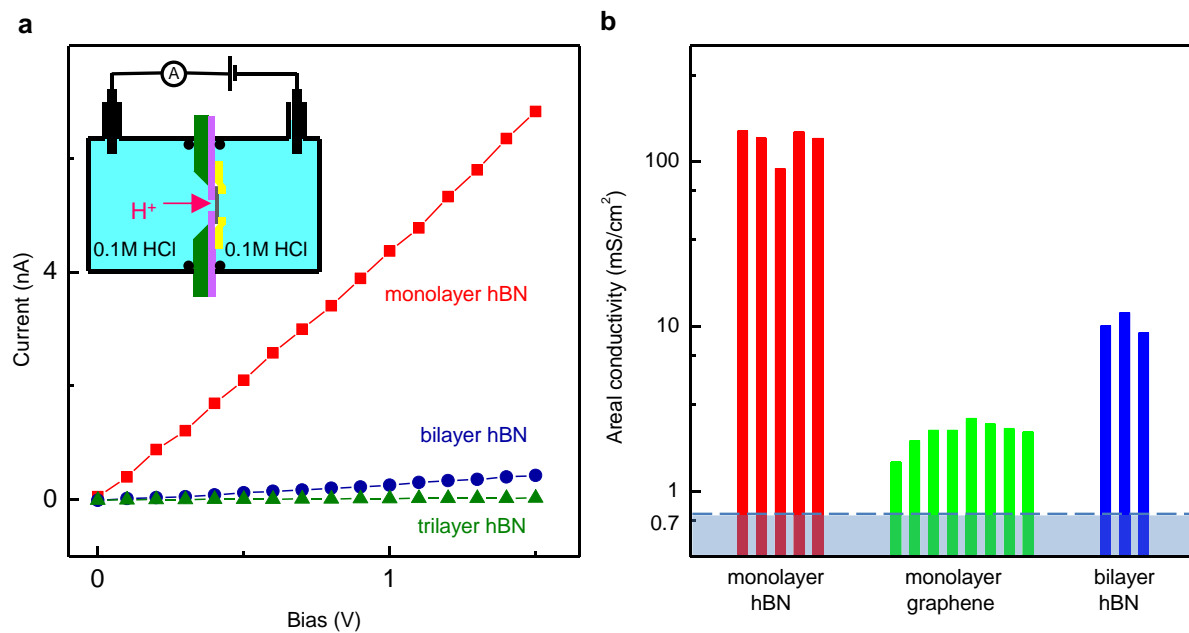 a
A
H+
0.1M HCl
0.1M HCl
4
0
Current (nA)
monolayer hBN
bilayer hBN
trilayer hBN
0
1
Bias (V)
b
100
10
1
0.7
Areal conductivity (mS/cm²)
monolayer
hBN
monolayer
graphene
bilayer
hBN